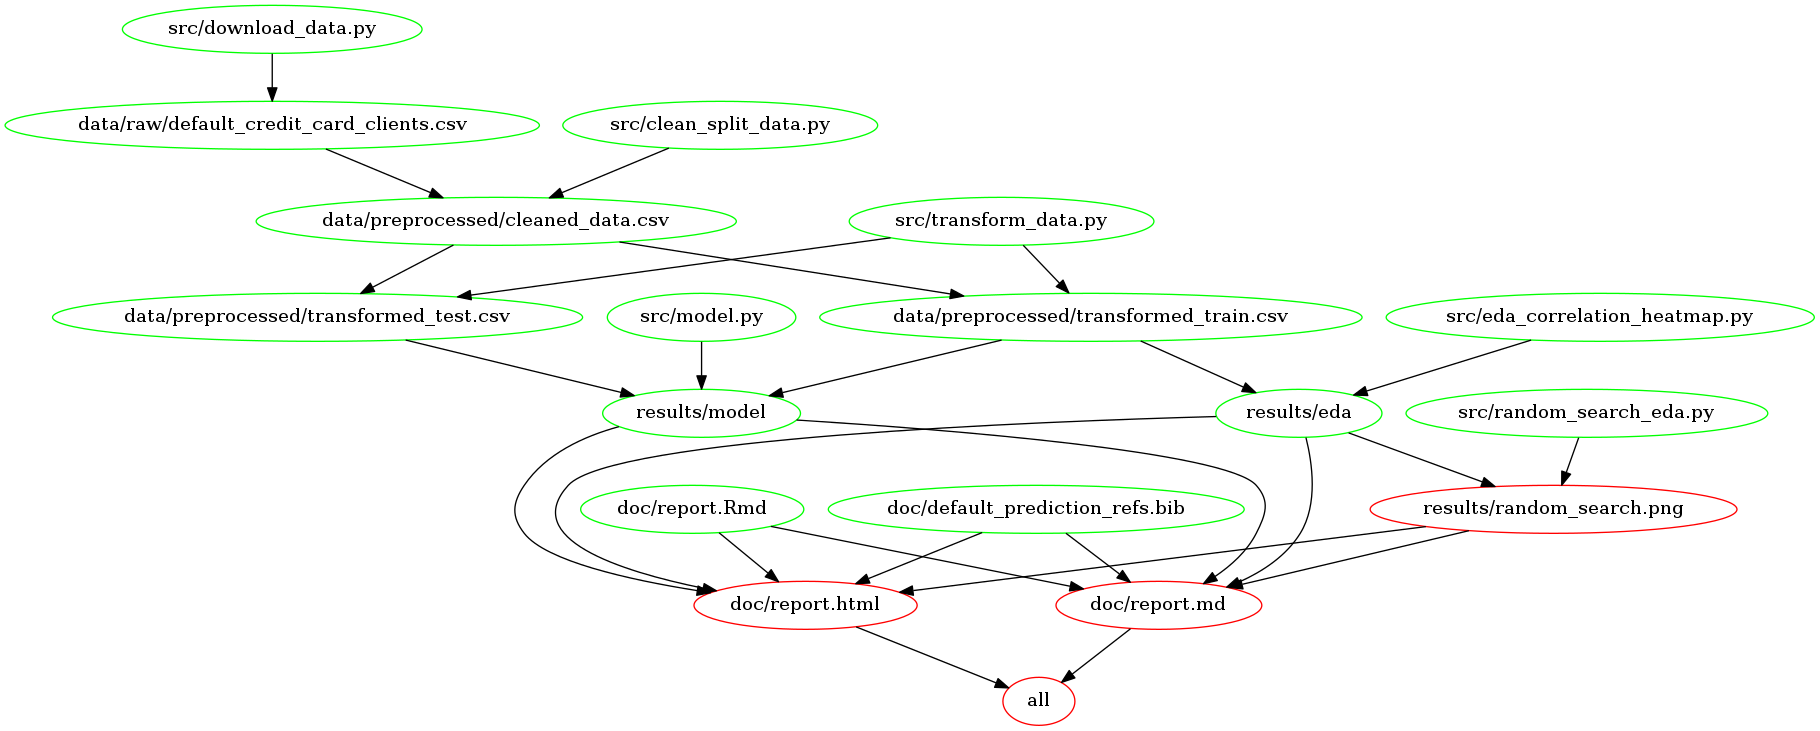 src/download_data.py
data/raw/default_credit_card_clients.csv
src/clean_split_data.py
data/preprocessed/cleaned_data.csv
src/transform_data.py
data/preprocessed/transformed_test.csv
src/model.py
data/preprocessed/transformed_train.csv
src/eda_correlation_heatmap.py
results/model
results/eda
src/random_search_eda.py
doc/report.Rmd
doc/default_prediction_refs.bib
results/random_search.png
doc/report.html
doc/report.md
all